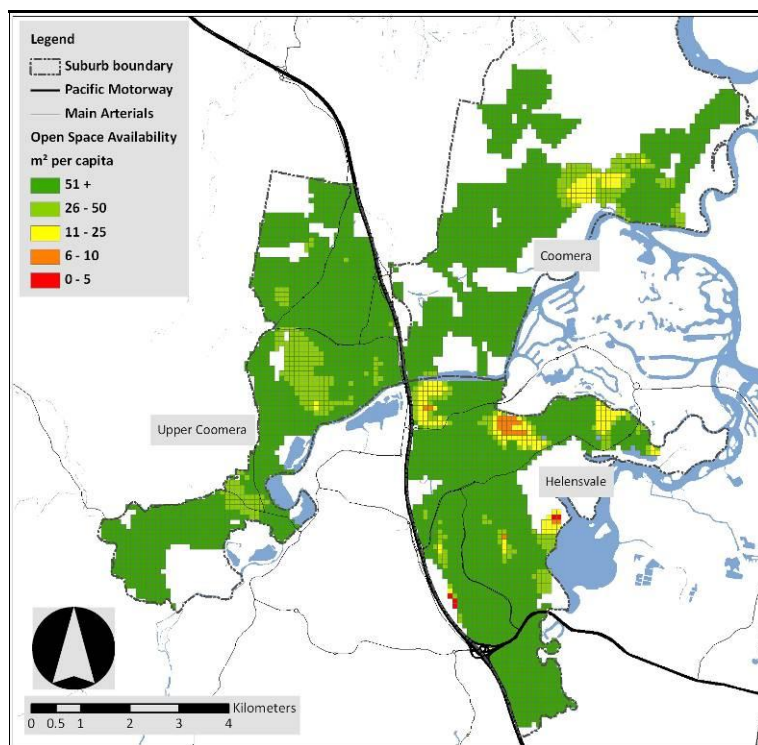 Legend
Suburb boundary
Pacific Motorway
Main Arterials
Open Space Availability
m² per capita
51 +
26 - 50
11 - 25
6 - 10
0 - 5
Coomera
Upper Coomera
Helensvale
Kilometers
0 0.5 1 2 3 4